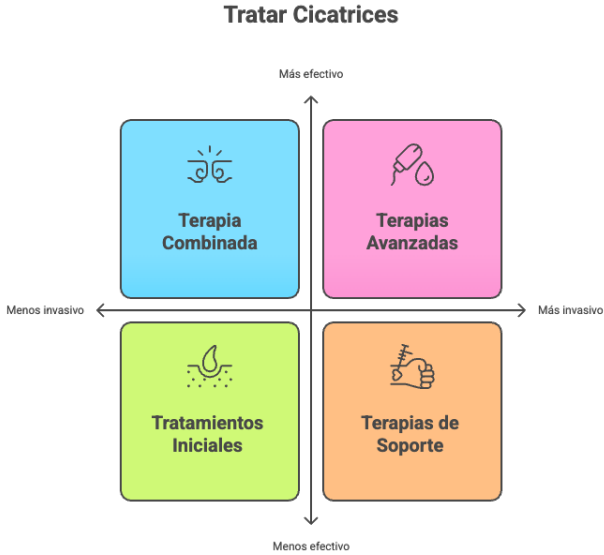 Tratar Cicatrices
Más efectivo
Terapia
Combinada
Terapias
Avanzadas
Menos invasivo
Más invasivo
Tratamientos
Iniciales
Terapias de
Soporte
Menos efectivo